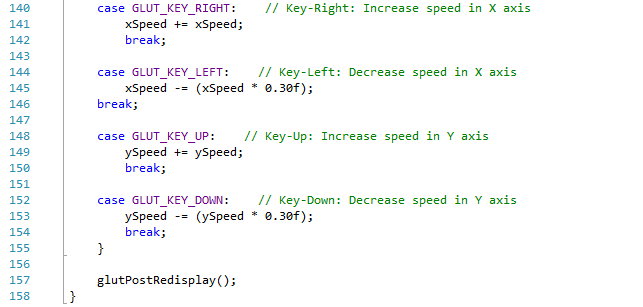 140 case GLUT_KEY_RIGHT: // Key-Right: Increase speed in X axis
141 xSpeed += xSpeed;
142 break;
143
144 case GLUT_KEY_LEFT: // Key-Left: Decrease speed in X axis
145 xSpeed -= (xSpeed * 0.30f);
146 break;
147
148 case GLUT_KEY_UP: // Key-Up: Increase speed in Y axis
149 ySpeed += ySpeed;
150 break;
151
152 case GLUT_KEY_DOWN: // Key-Down: Decrease speed in Y axis
153 ySpeed -= (ySpeed * 0.30f);
154 break;
155 }
156
157 glutPostRedisplay();
158 }